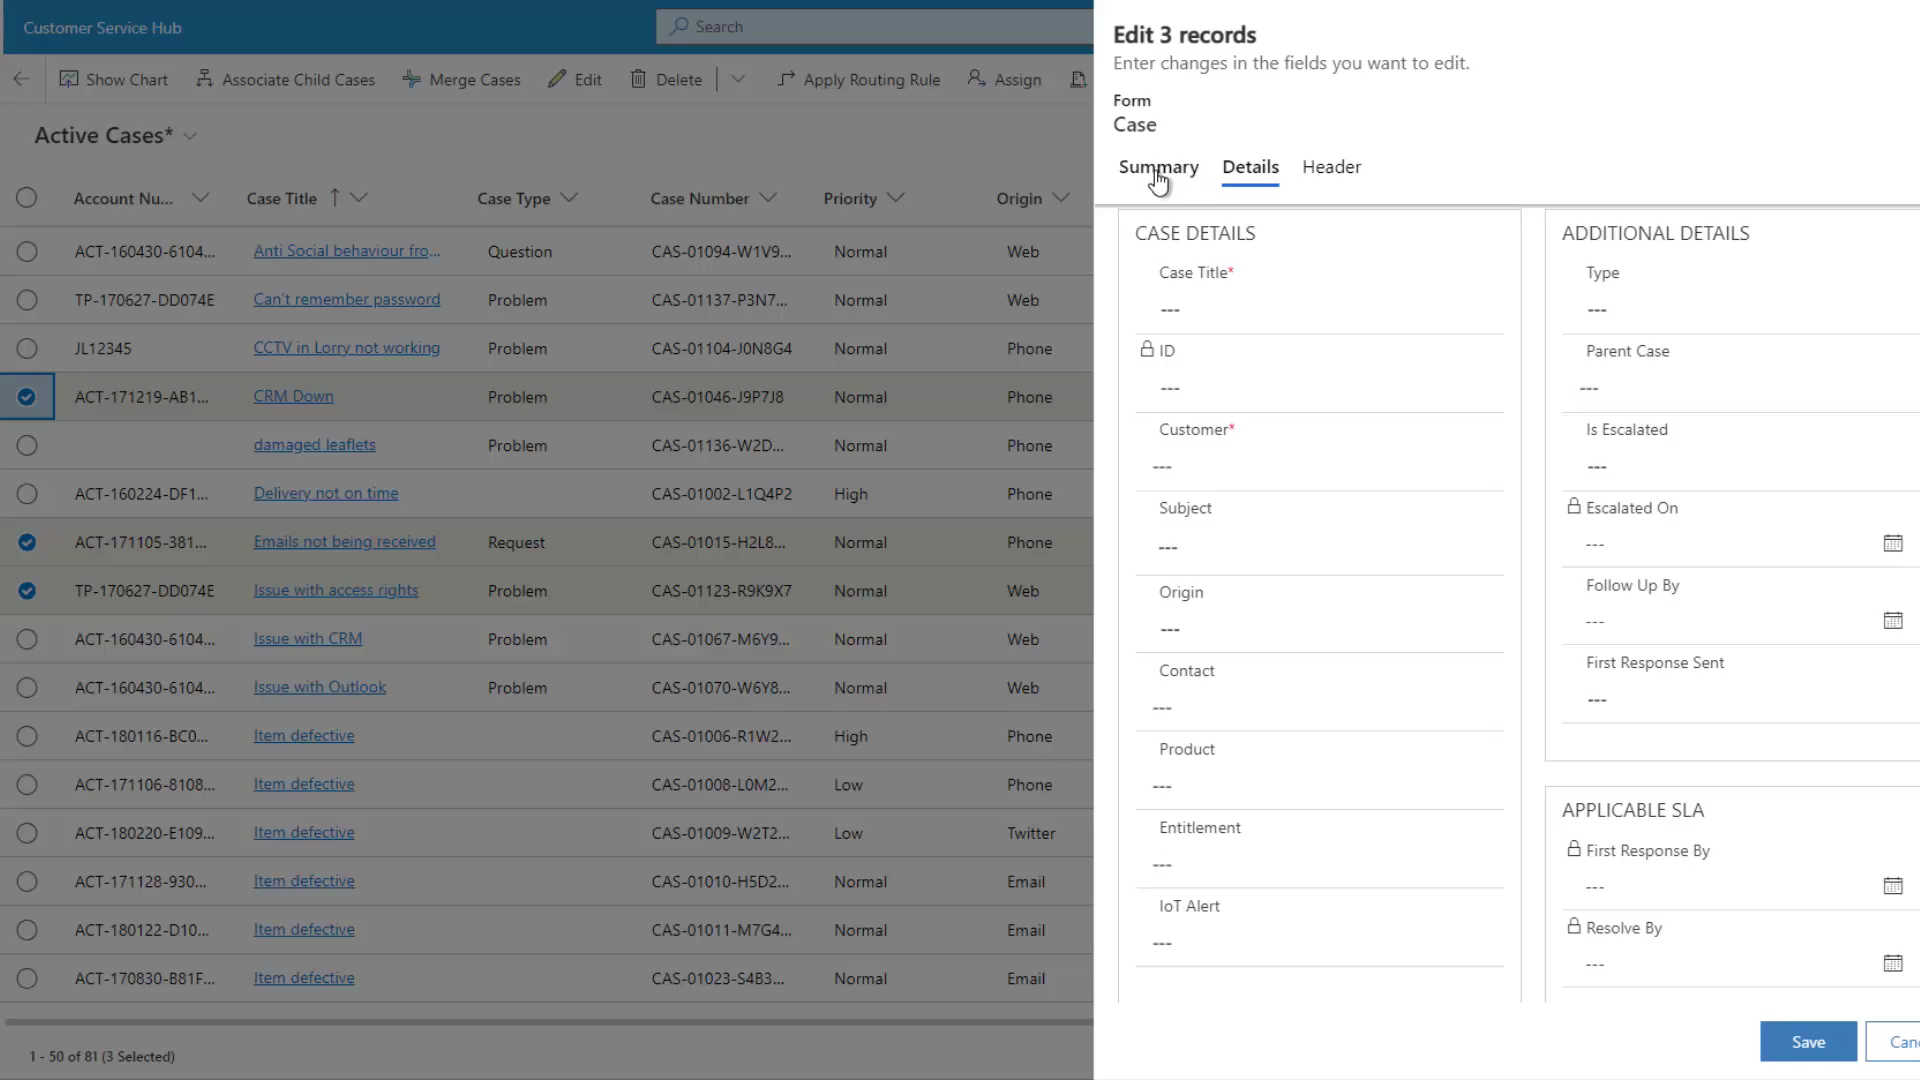 Customer Service Hub
Search
Show Chart
Associate Child Cases
Merge Cases
Edit
Delete
Apply Routing Rule
Assign
Active Cases*
Account Nu... Case Title Case Type Case Number Priority Origin
ACT-160430-6104... Anti Social behaviour fro... Question CAS-01094-W1V9... Normal Web
TP-170627-DD074E Can't remember password Problem CAS-01137-P3N7... Normal Web
JL12345 CCTV in Lorry not working Problem CAS-01104-J0N8G4 Normal Phone
ACT-171219-AB1... CRM Down Problem CAS-01046-J9P7J8 Normal Phone
damaged leaflets Problem CAS-01136-W2D... Normal Phone
ACT-160224-DF1... Delivery not on time CAS-01002-L1Q4P2 High Phone
ACT-171105-381... Emails not being received Request CAS-01015-H2L8... Normal Phone
TP-170627-DD074E Issue with access rights Problem CAS-01123-R9K9X7 Normal Web
ACT-160430-6104... Issue with CRM Problem CAS-01067-M6Y9... Normal Web
ACT-160430-6104... Issue with Outlook Problem CAS-01070-W6Y8... Normal Web
ACT-180116-BC0... Item defective CAS-01006-R1W2... High Phone
ACT-171106-8108... Item defective CAS-01008-L0M2... Low Phone
ACT-180220-E109... Item defective CAS-01009-W2T2... Low Twitter
ACT-171128-930... Item defective CAS-01010-H5D2... Normal Email
ACT-180122-D10... Item defective CAS-01011-M7G4... Normal Email
ACT-170830-B81F... Item defective CAS-01023-S4B3... Normal Email
1 - 50 of 81 (3 Selected)
Edit 3 records
Enter changes in the fields you want to edit.
Form
Case
Summary Details Header
CASE DETAILS
Case Title*
---
ID
---
Customer*
---
Subject
---
Origin
---
Contact
---
Product
---
Entitlement
---
IoT Alert
---
ADDITIONAL DETAILS
Type
---
Parent Case
---
Is Escalated
---
Escalated On
---
Follow Up By
---
First Response Sent
---
APPLICABLE SLA
First Response By
---
Resolve By
---
Save
Canc